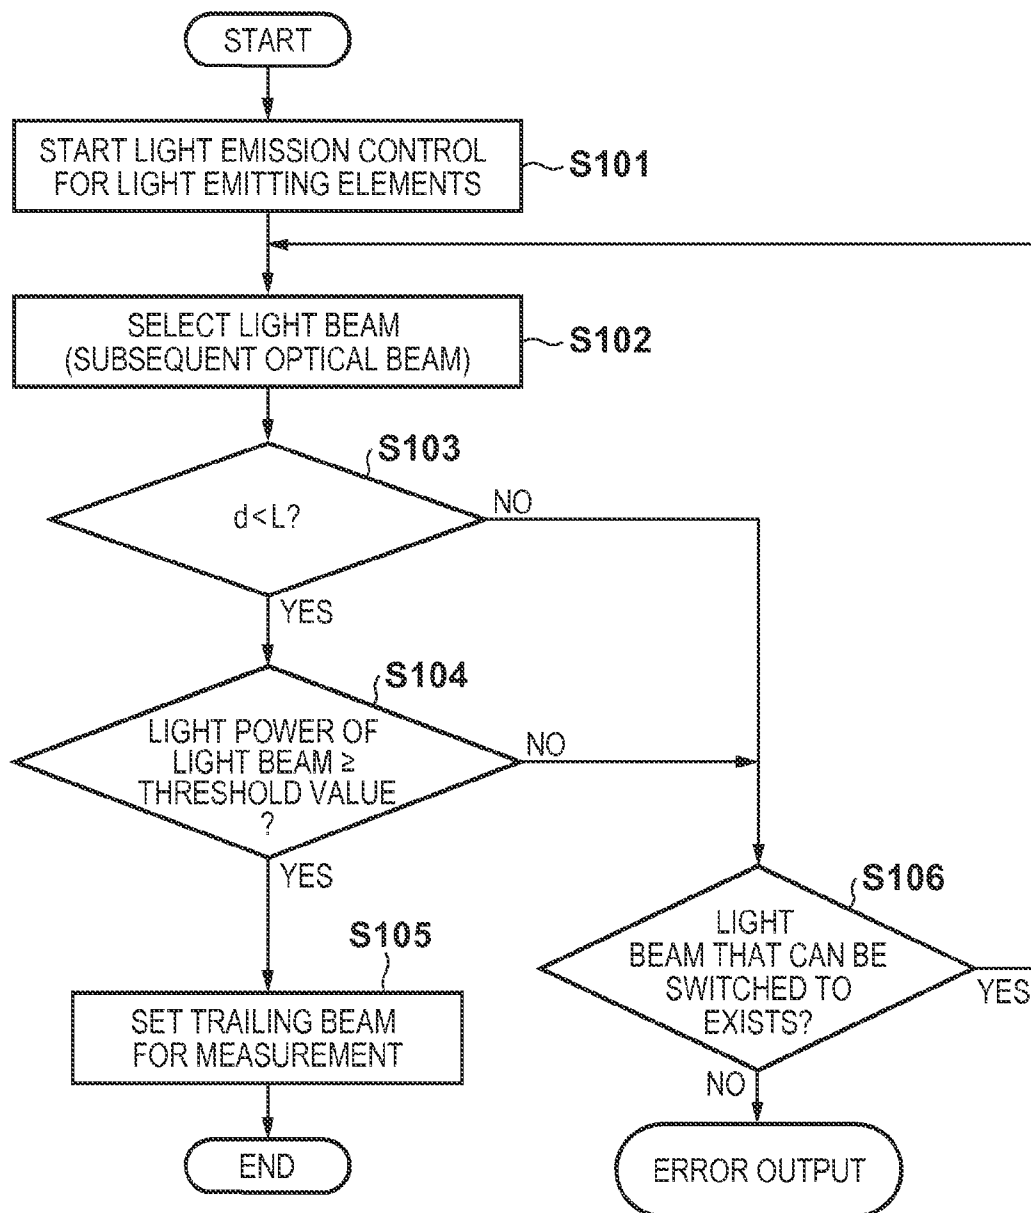 START
START LIGHT EMISSION CONTROL
FOR LIGHT EMITTING ELEMENTS
S101
SELECT LIGHT BEAM
(SUBSEQUENT OPTICAL BEAM)
S102
S103
d<L?
NO
YES
S104
LIGHT POWER OF
LIGHT BEAM ≥
THRESHOLD VALUE
?
NO
YES
S105
SET TRAILING BEAM
FOR MEASUREMENT
END
S106
LIGHT
BEAM THAT CAN BE
SWITCHED TO
EXISTS?
YES
NO
ERROR OUTPUT